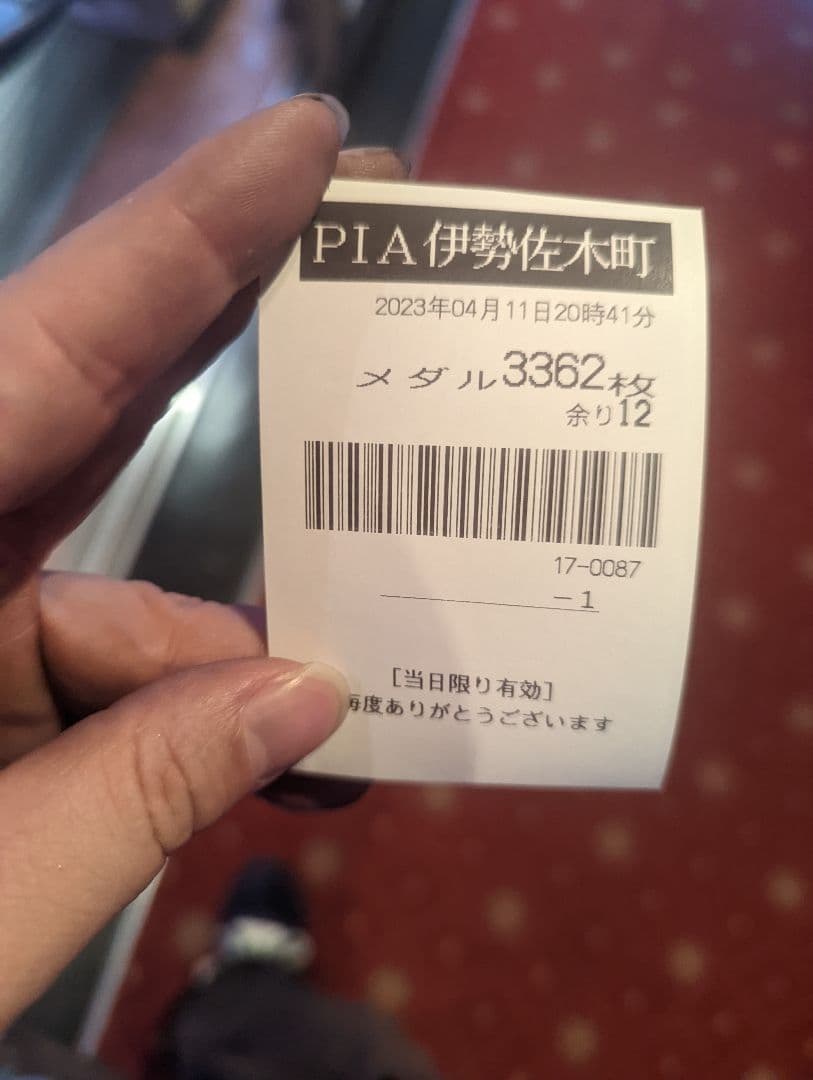 PIA伊勢佐木町
2023年04月11日20時41分
メダル3362枚
余り12
17-0087
-1
[当日限り有効]
毎度ありがとうございます